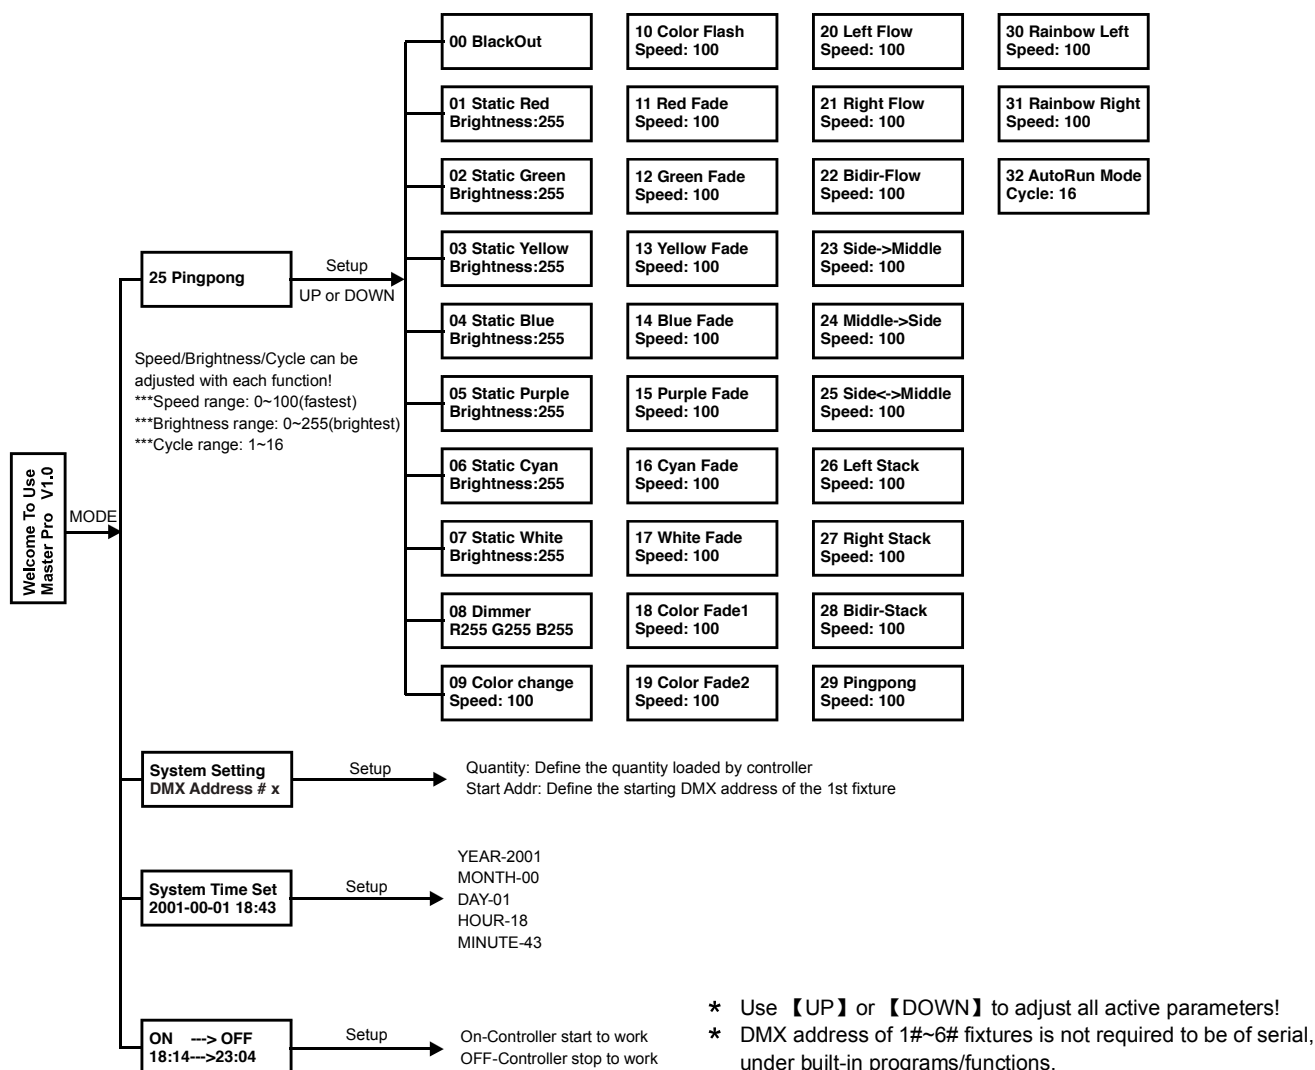 Welcome To Use
Master Pro V1.0
MODE
25 Pingpong
Setup
UP or DOWN
Speed/Brightness/Cycle can be
adjusted with each function!
***Speed range: 0~100(fastest)
***Brightness range: 0~255(brightest)
***Cycle range: 1~16
00 BlackOut
01 Static Red
Brightness:255
02 Static Green
Brightness:255
03 Static Yellow
Brightness:255
04 Static Blue
Brightness:255
05 Static Purple
Brightness:255
06 Static Cyan
Brightness:255
07 Static White
Brightness:255
08 Dimmer
R255 G255 B255
09 Color change
Speed: 100
10 Color Flash
Speed: 100
11 Red Fade
Speed: 100
12 Green Fade
Speed: 100
13 Yellow Fade
Speed: 100
14 Blue Fade
Speed: 100
15 Purple Fade
Speed: 100
16 Cyan Fade
Speed: 100
17 White Fade
Speed: 100
18 Color Fade1
Speed: 100
19 Color Fade2
Speed: 100
20 Left Flow
Speed: 100
21 Right Flow
Speed: 100
22 Bidir-Flow
Speed: 100
23 Side->Middle
Speed: 100
24 Middle->Side
Speed: 100
25 Side<->Middle
Speed: 100
26 Left Stack
Speed: 100
27 Right Stack
Speed: 100
28 Bidir-Stack
Speed: 100
29 Pingpong
Speed: 100
30 Rainbow Left
Speed: 100
31 Rainbow Right
Speed: 100
32 AutoRun Mode
Cycle: 16
System Setting
DMX Address # x
Setup
Quantity: Define the quantity loaded by controller
Start Addr: Define the starting DMX address of the 1st fixture
System Time Set
2001-00-01 18:43
Setup
YEAR-2001
MONTH-00
DAY-01
HOUR-18
MINUTE-43
ON ---> OFF
18:14--->23:04
Setup
On-Controller start to work
OFF-Controller stop to work
* Use 【UP】 or 【DOWN】 to adjust all active parameters!
* DMX address of 1#~6# fixtures is not required to be of serial,
under built-in programs/functions.